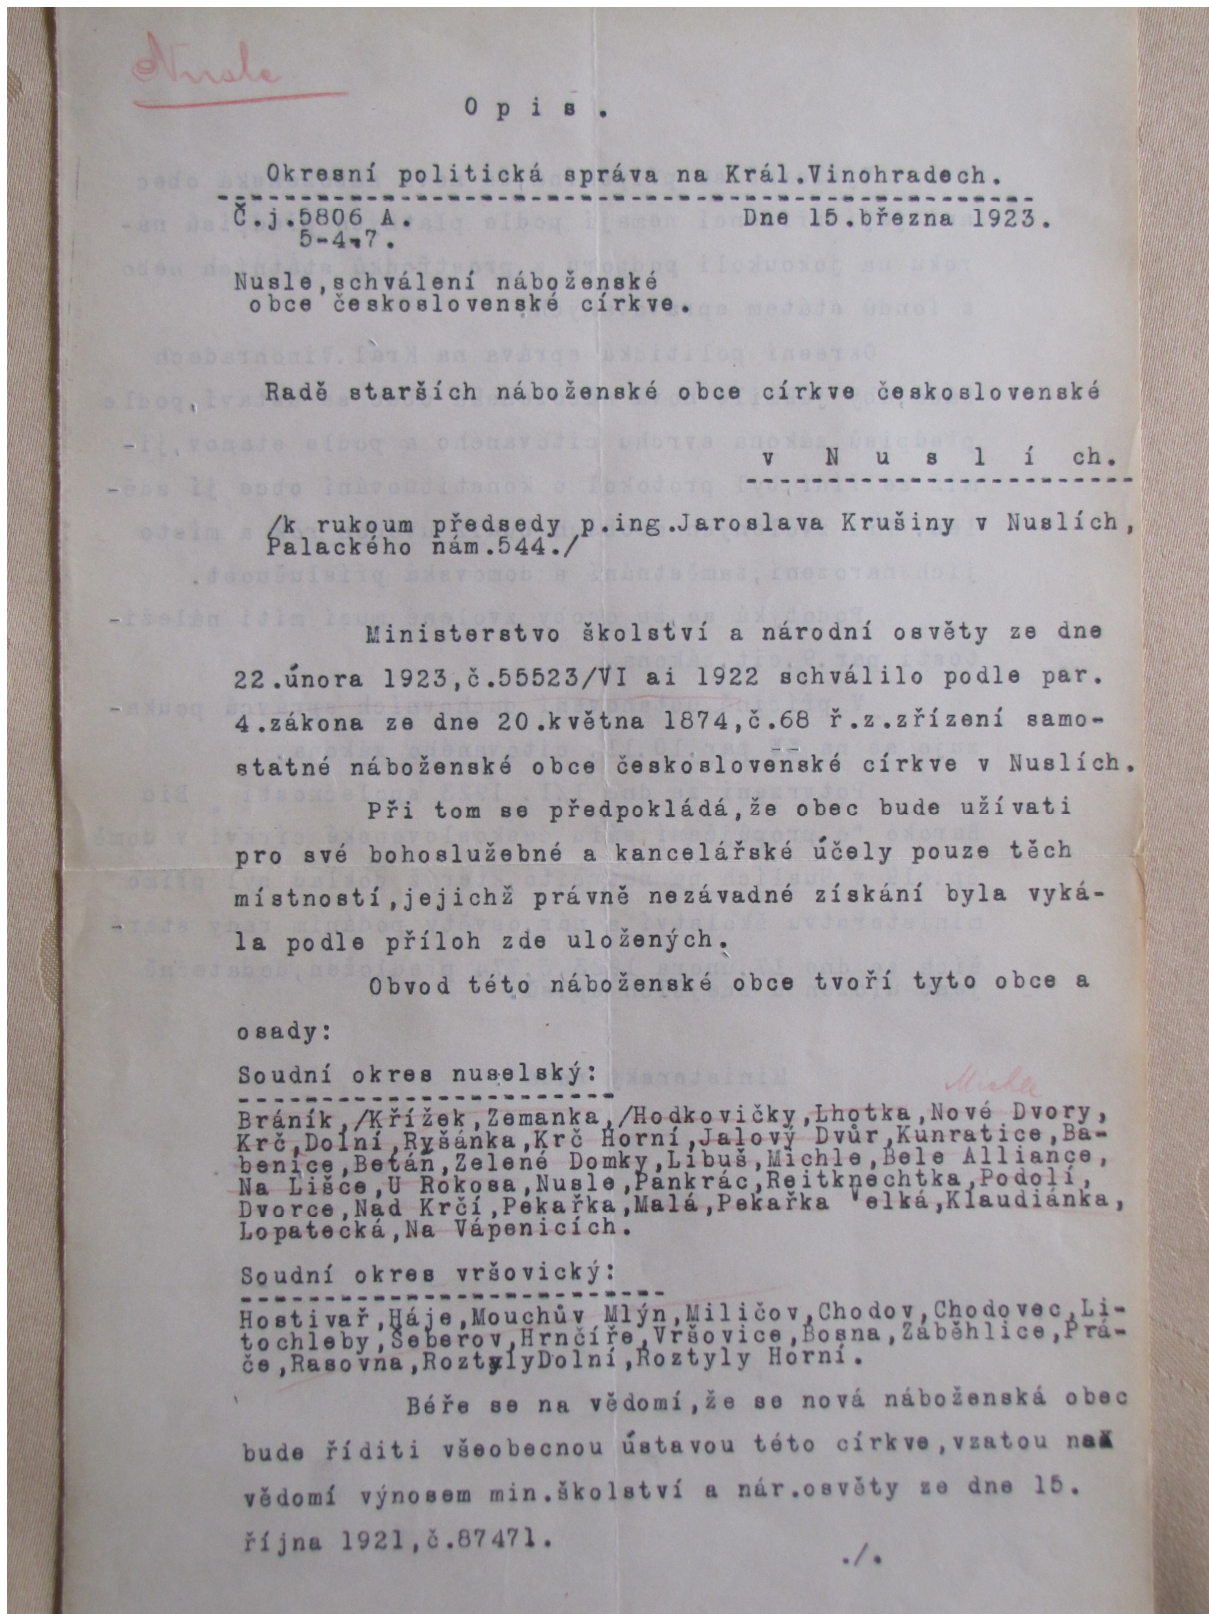 Nusle
O p i s .
Okresní politická správa na Král.Vinohradech.
Č.j.5806 A. Dne 15.března 1923.
5-4-7.
Nusle,schválení náboženské
obce československé církve.
Radě starších náboženské obce církve československé
v N u s l í ch.
/k rukoum předsedy p.ing.Jaroslava Krušiny v Nuslích,
Palackého nám.544./
Ministerstvo školství a národní osvěty ze dne
22.února 1923,č.55523/VI ai 1922 schválilo podle par.
4.zákona ze dne 20.května 1874,č.68 ř.z.zřízení samo-
statné náboženské obce československé církve v Nuslích.
Při tom se předpokládá,že obec bude užívati
pro své bohoslužebné a kancelářské účely pouze těch
místností,jejichž právně nezávadné získání byla vyká-
la podle příloh zde uložených.
Obvod této náboženské obce tvoří tyto obce a
osady:
Soudní okres nuselský:
Michle
Bráník,/Křížek,Zemanka,/Hodkovičky,Lhotka,Nové Dvory,
Krč,Dolní,Ryšánka,Krč Horní,Jalový Dvůr,Kunratice,Ba-
benice,Betáň,Zelené Domky,Libuš,Michle,Bele Alliance,
Na Lišce,U Rokosa,Nusle,Pankrác,Reitknechtka,Podolí,
Dvorce,Nad Krčí,Pekařka,Malá,Pekařka Velká,Klaudiánka,
Lopatecká,Na Vápenicích.
Soudní okres vršovický:
Hostivař,Háje,Mouchův Mlýn,Miličov,Chodov,Chodovec,Li-
tochleby,Šeberov,Hrnčíře,Vršovice,Bosna,Záběhlice,Prá-
če,Rasovna,RoztylyDolní,Roztyly Horní.
Béře se na vědomí,že se nová náboženská obec
bude říditi všeobecnou ústavou této církve,vzatou na
vědomí výnosem min.školství a nár.osvěty ze dne 15.
října 1921,č.87471.
./.